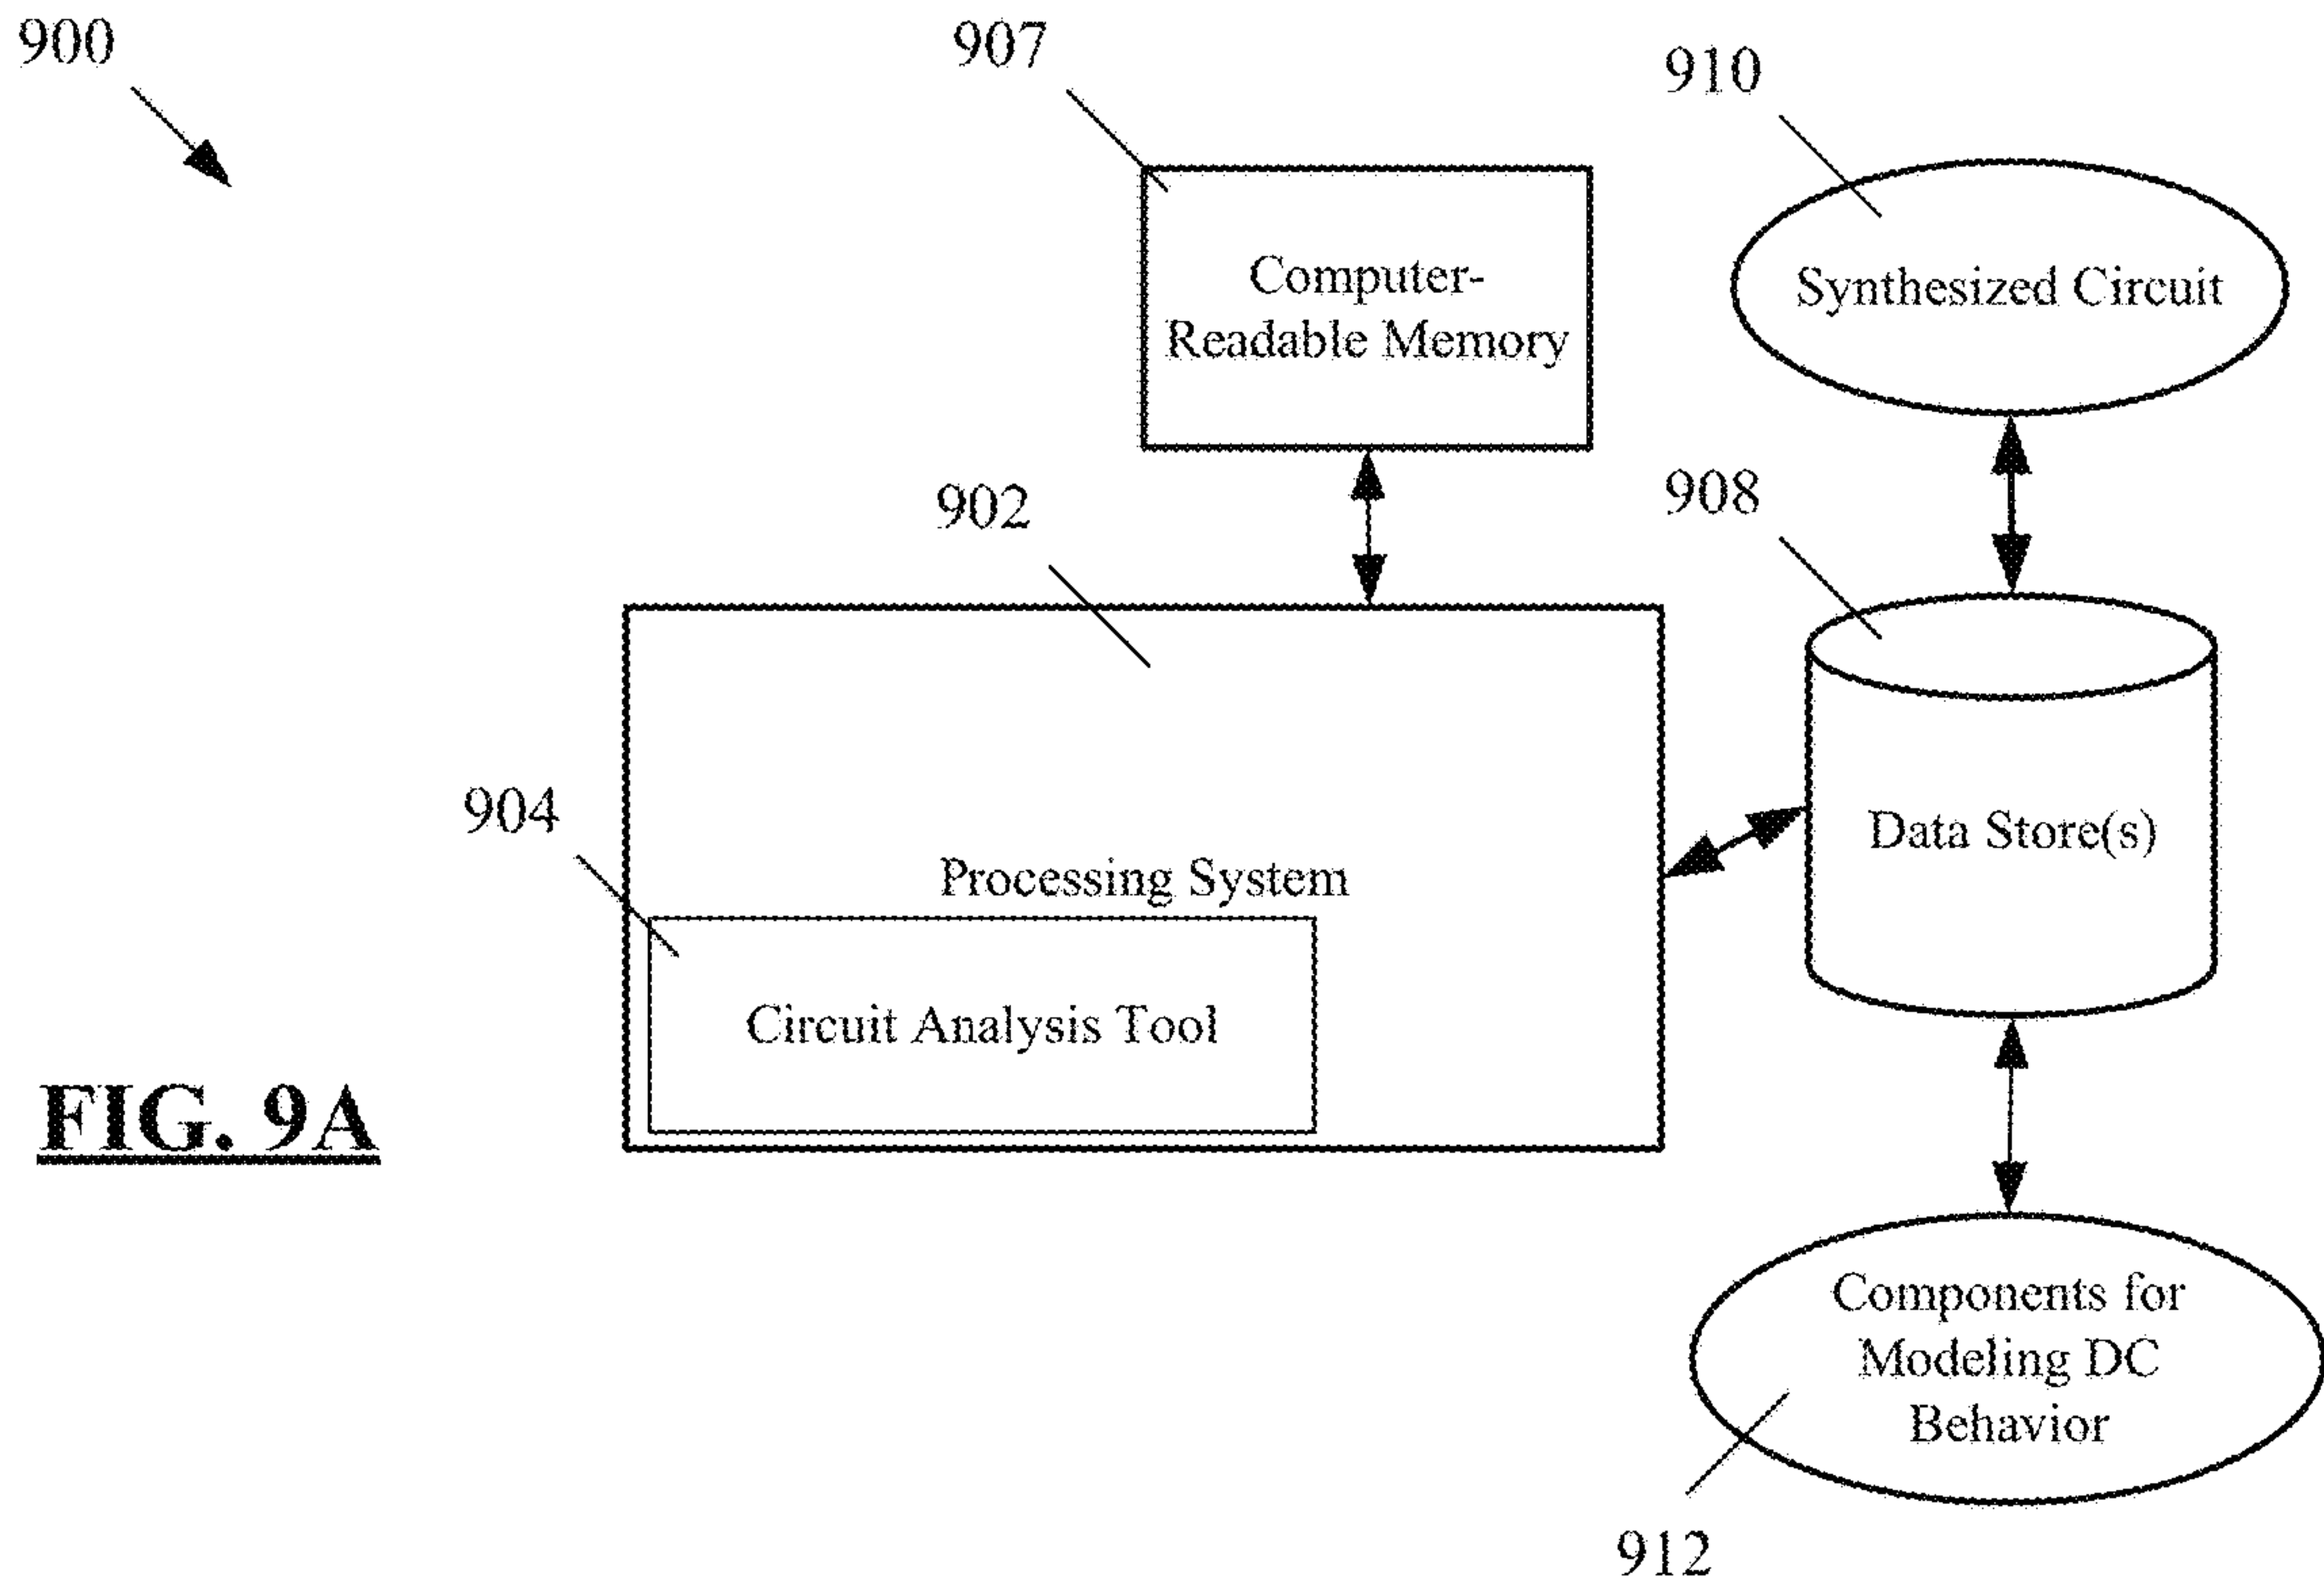 900
907
910
Computer-
Readable Memory
Synthesized Circuit
902
908
904
Processing System
Data Store(s)
Circuit Analysis Tool
FIG. 9A
Components for
Modeling DC
Behavior
912